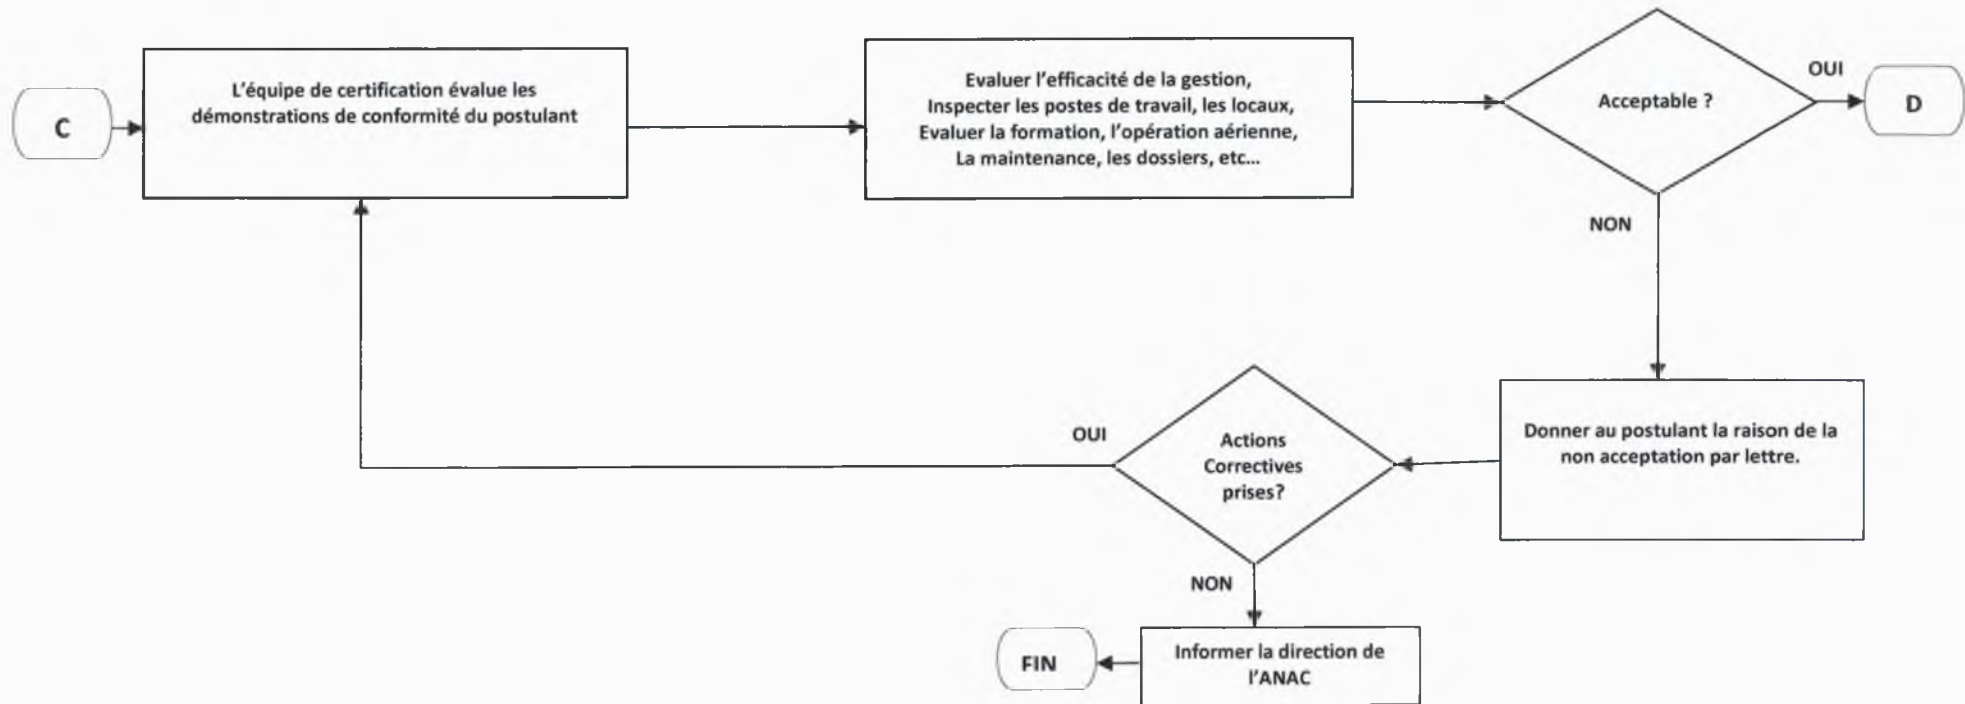 C
L'équipe de certification évalue les
démonstrations de conformité du postulant
Evaluer l'efficacité de la gestion,
Inspecter les postes de travail, les locaux,
Evaluer la formation, l'opération aérienne,
La maintenance, les dossiers, etc...
Acceptable ?
OUI
D
NON
Donner au postulant la raison de la
non acceptation par lettre.
Actions
Correctives
prises?
OUI
NON
Informer la direction de
l'ANAC
FIN